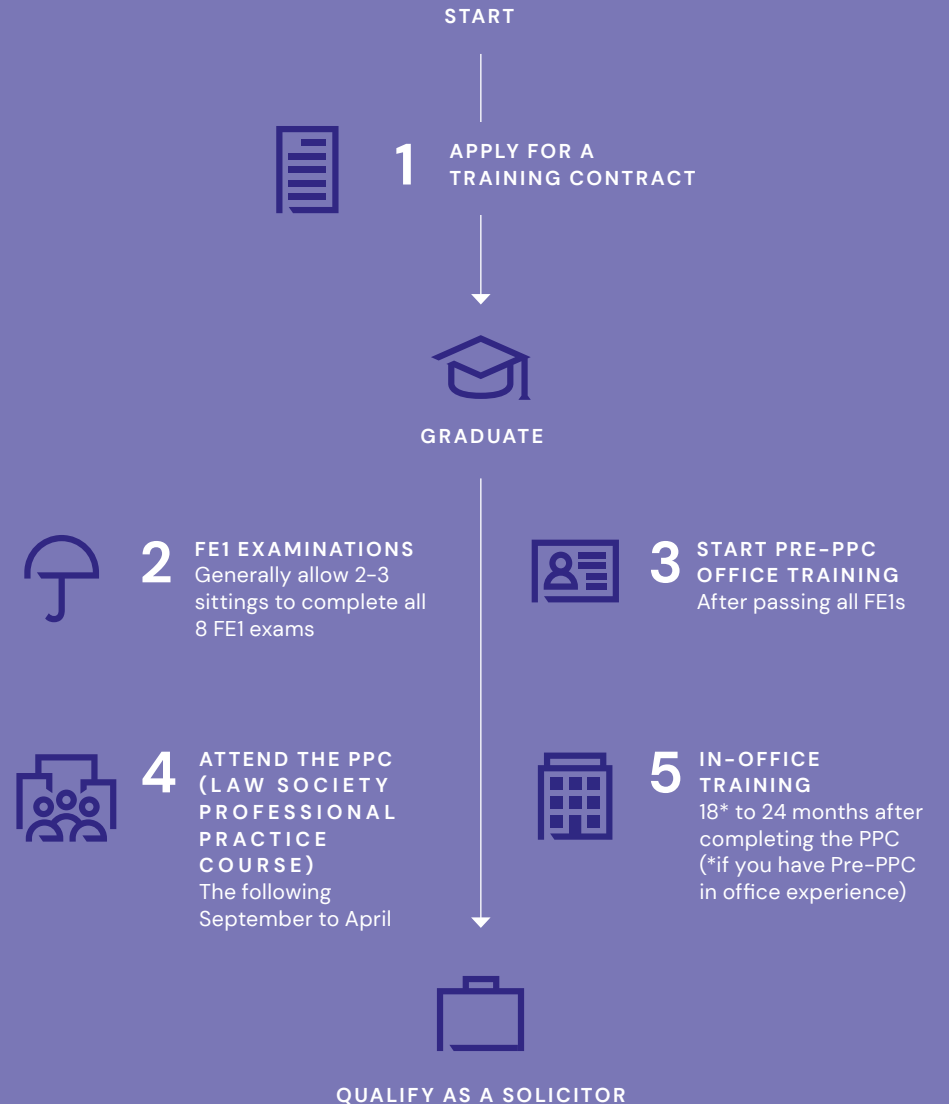 START
1
APPLY FOR A
TRAINING CONTRACT
GRADUATE
2
FE1 EXAMINATIONS
Generally allow 2-3
sittings to complete all
8 FE1 exams
3
START PRE-PPC
OFFICE TRAINING
After passing all FE1s
4
ATTEND THE PPC
(LAW SOCIETY
PROFESSIONAL
PRACTICE
COURSE)
The following
September to April
5
IN-OFFICE
TRAINING
18* to 24 months after
completing the PPC
(*if you have Pre-PPC
in office experience)
QUALIFY AS A SOLICITOR